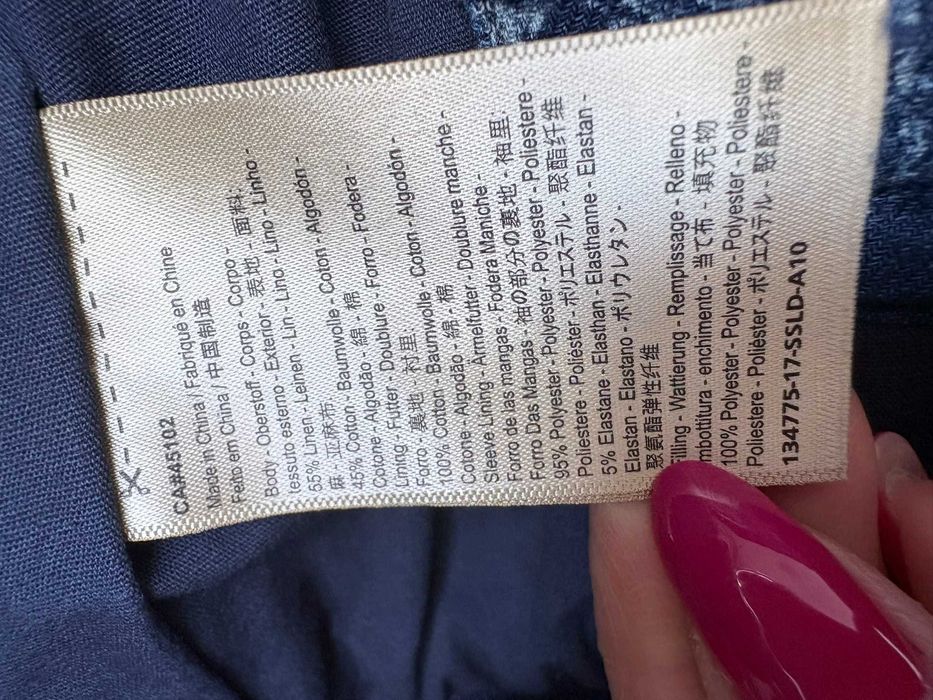 CA#45102
Made in China / Fabriqué en Chine
Feito em China / 中国制造
Body - Oberstoff - Corps - Corpo -
Tessuto esterno - Exterior - 表地 - 面料:
65% Linen Leinen - Lin - Lino - Lino - Linho -
麻 - 亚麻布
45% Cotton - Baumwolle - Coton - Algodón -
Cotone - Algodão - 綿 - 棉
Lining - Futter - Doublure - Forro - Fodera -
Forro - 裏地 - 衬里:
100% Cotton - Baumwolle - Coton - Algodón -
Cotone - Algodão - 綿 - 棉
Sleeve Lining - Ärmelfutter - Doublure manche -
Forro de las mangas - Fodera Maniche -
Forro Das Mangas - 袖の部分の裏地 - 袖里:
95% Polyester - Polyester - Polyester - Poliestere -
Poliestere - Poliéster - ポリエステル - 聚酯纤维
5% Elastane - Elasthan - Elasthanne - Elastan -
Elastan - Elastano - ポリウレタン -
聚氨酯弹性纤维
Filling - Wattierung - Remplissage - Relleno -
Imbottitura - enchimento - 当て布 - 填充物
100% Polyester - Polyester - Polyester - Poliestere -
Poliestere - Poliéster - ポリエステル - 聚酯纤维
134775-17-SSLD-A10